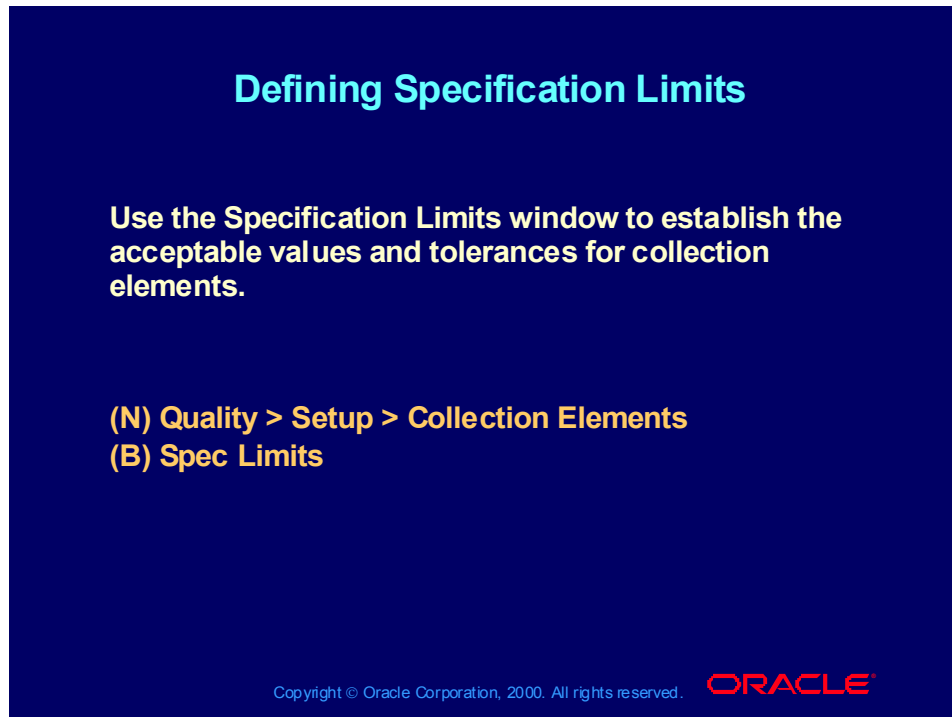 Defining Specification Limits
Use the Specification Limits window to establish the
acceptable values and tolerances for collection
elements.
(N) Quality > Setup > Collection Elements
(B) Spec Limits
Copyright © Oracle Corporation, 2000. All rights reserved.
ORACLE®